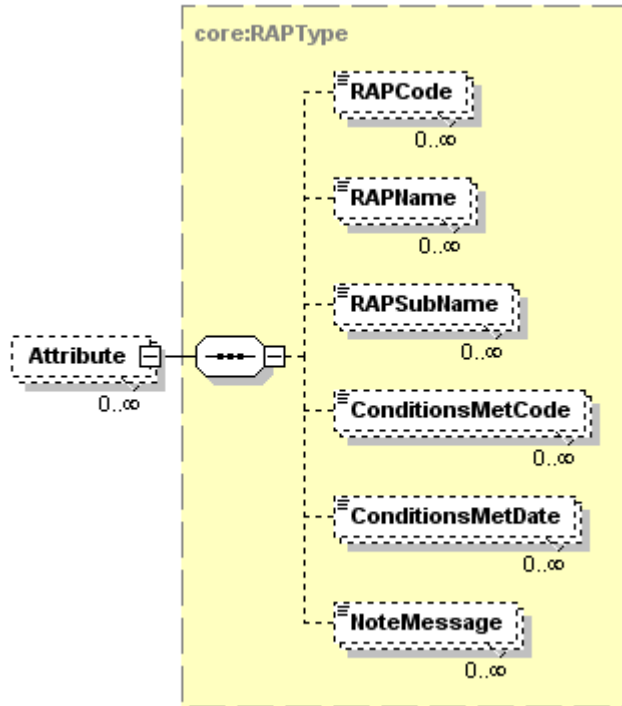 core:RAPType
RAPCode
0..∞
RAPName
0..∞
RAPSubName
0..∞
Attribute
0..∞
ConditionsMetCode
0..∞
ConditionsMetDate
0..∞
NoteMessage
0..∞